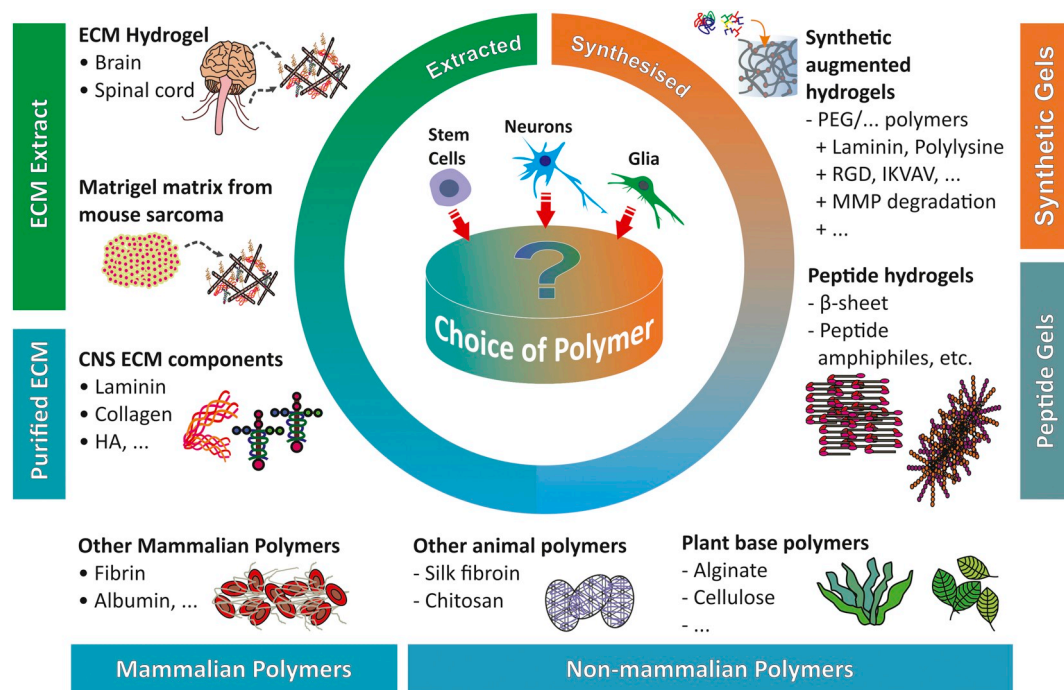 ECM Hydrogel
• Brain
• Spinal cord
ECM Extract
Matrigel matrix from
mouse sarcoma
Purified ECM
CNS ECM components
• Laminin
• Collagen
• HA, ...
Extracted
Synthesised
Stem
Cells
Neurons
Glia
?
Choice of Polymer
Synthetic
augmented
hydrogels
- PEG/... polymers
+ Laminin, Polylysine
+ RGD, IKVAV, ...
+ MMP degradation
+ ...
Synthetic Gels
Peptide hydrogels
- β-sheet
- Peptide
amphiphiles, etc.
Peptide Gels
Other Mammalian Polymers
• Fibrin
• Albumin, ...
Other animal polymers
- Silk fibroin
- Chitosan
Plant base polymers
- Alginate
- Cellulose
- ...
Mammalian Polymers
Non-mammalian Polymers